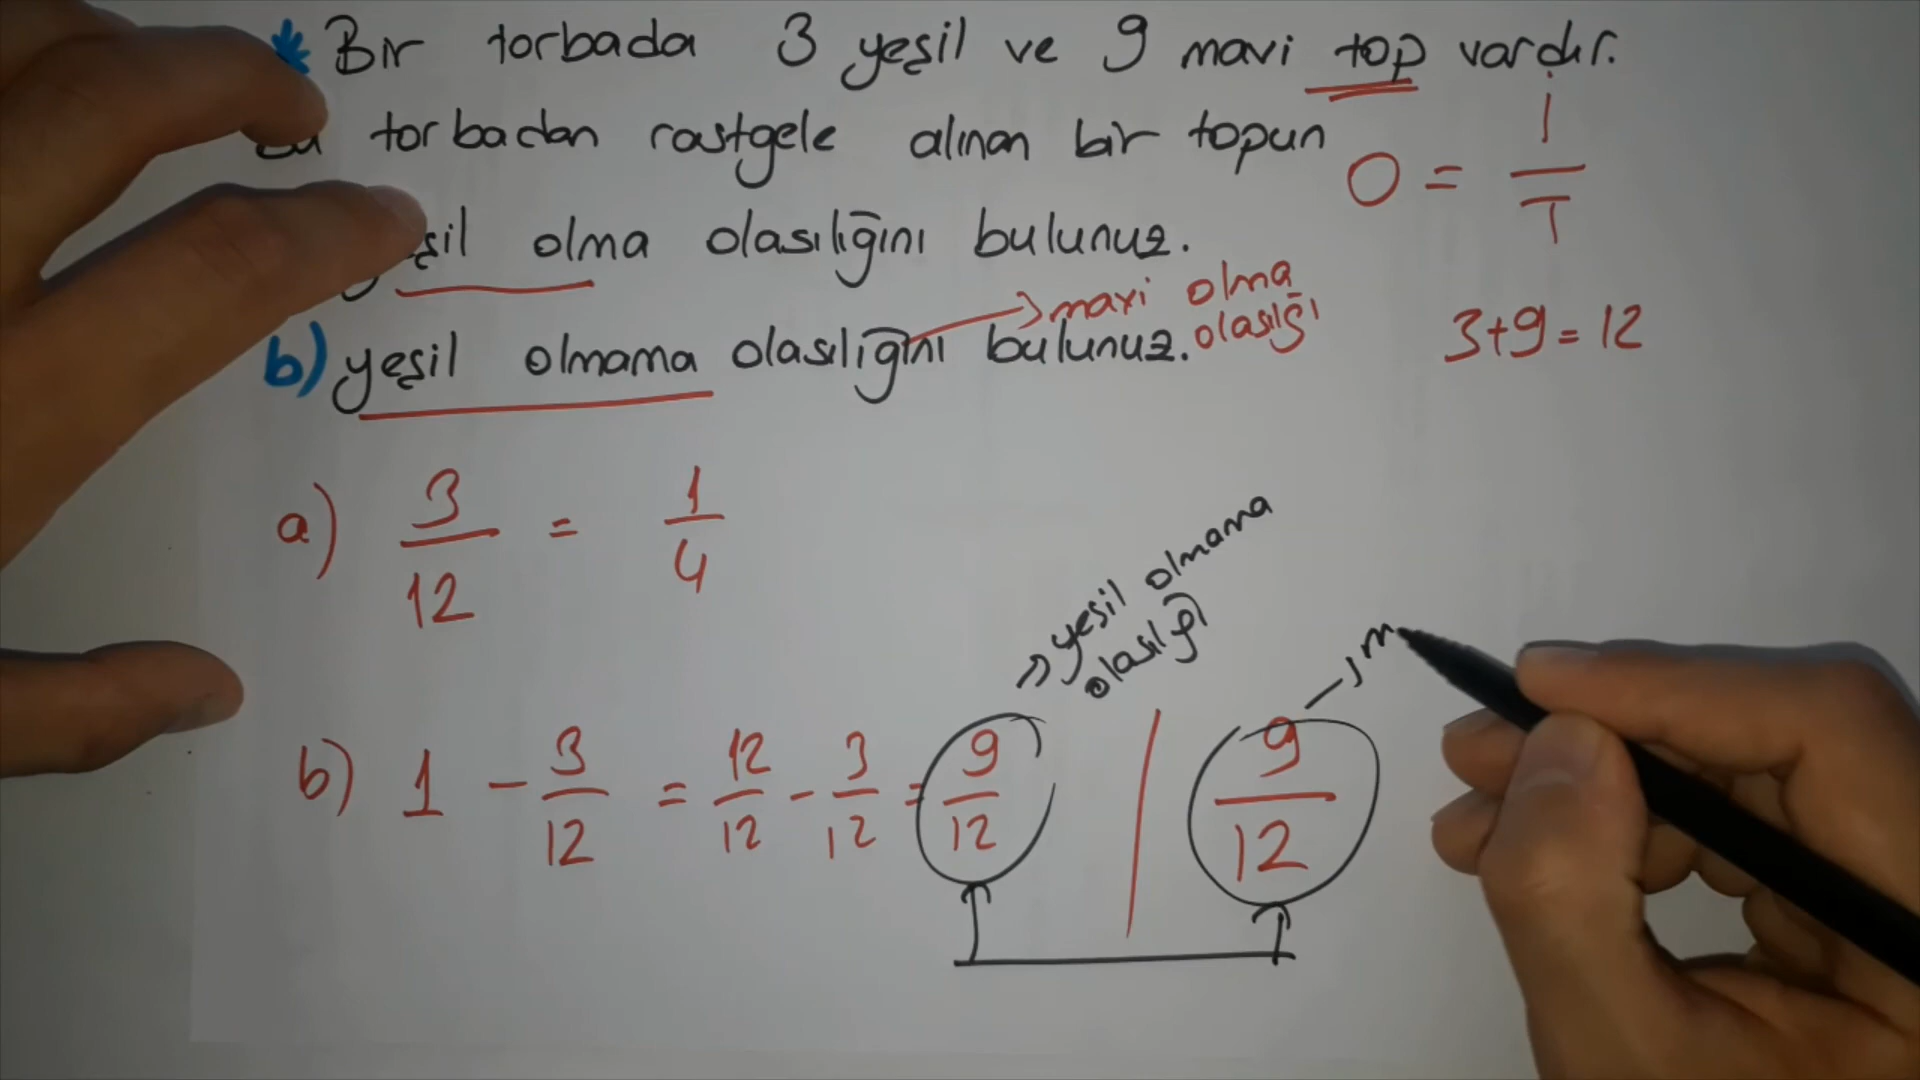 * Bir torbada 3 yeşil ve 9 mavi top vardır.
torbadan rastgele alınan bir topun
olma olasılığını bulunuz.
b) yeşil olmama olasılığını bulunuz.
→ mavi olma
olasılığı
O = İ / T
3+9=12
a) 3/12 = 1/4
b) 1 - 3/12 = 12/12 - 3/12 = 9/12 | 9/12
→ yeşil olmama
olasılığı
→ m